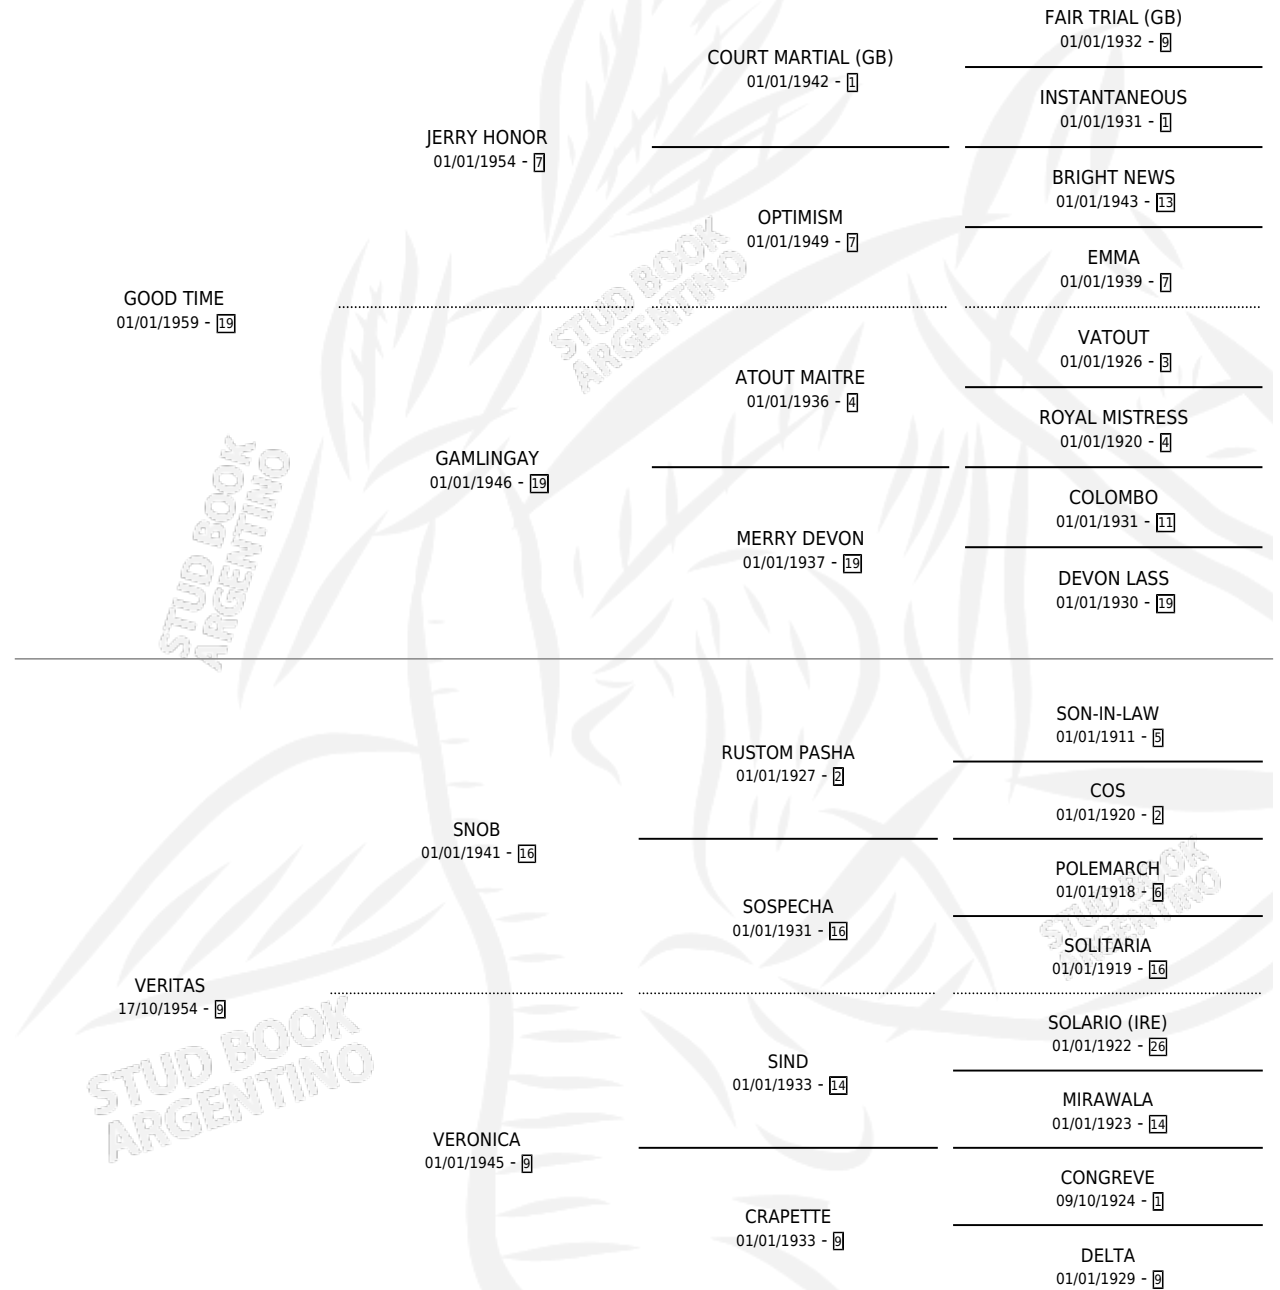 FAIR TRIAL (GB)
01/01/1932 - 9
COURT MARTIAL (GB)
01/01/1942 - 1
INSTANTANEOUS
01/01/1931 - 1
JERRY HONOR
01/01/1954 - 7
BRIGHT NEWS
01/01/1943 - 13
OPTIMISM
01/01/1949 - 7
EMMA
01/01/1939 - 7
GOOD TIME
01/01/1959 - 19
VATOUT
01/01/1926 - 3
ATOUT MAITRE
01/01/1936 - 4
ROYAL MISTRESS
01/01/1920 - 4
GAMLINGAY
01/01/1946 - 19
COLOMBO
01/01/1931 - 11
MERRY DEVON
01/01/1937 - 19
DEVON LASS
01/01/1930 - 19
SON-IN-LAW
01/01/1911 - 5
RUSTOM PASHA
01/01/1927 - 2
COS
01/01/1920 - 2
SNOB
01/01/1941 - 16
POLEMARCH
01/01/1918 - 6
SOSPECHA
01/01/1931 - 16
SOLITARIA
01/01/1919 - 16
VERITAS
17/10/1954 - 9
SOLARIO (IRE)
01/01/1922 - 26
SIND
01/01/1933 - 14
MIRAWALA
01/01/1923 - 14
VERONICA
01/01/1945 - 9
CONGREVE
09/10/1924 - 1
CRAPETTE
01/01/1933 - 9
DELTA
01/01/1929 - 9
STUD BOOK
ARGENTINO
STUD BOOK
ARGENTINO
STUD BOOK
ARGENTINO
STUD BOOK
ARGENTINO